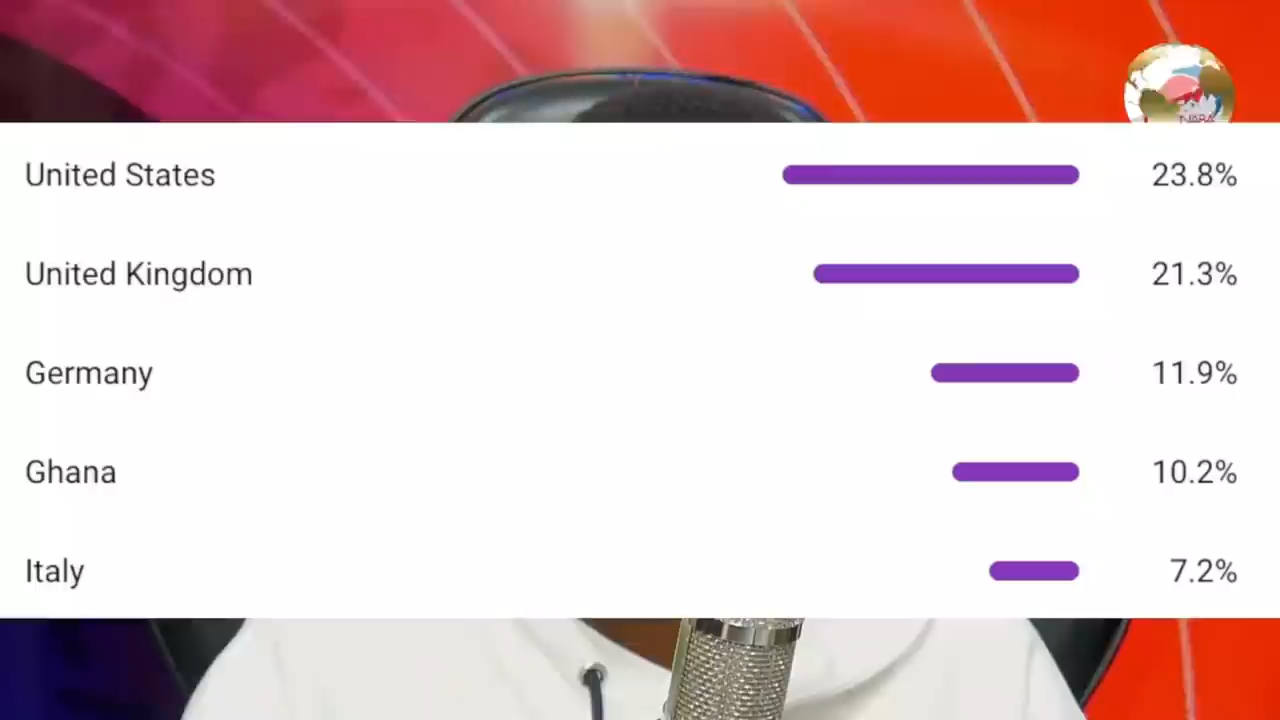 United States 23.8%
United Kingdom 21.3%
Germany 11.9%
Ghana 10.2%
Italy 7.2%